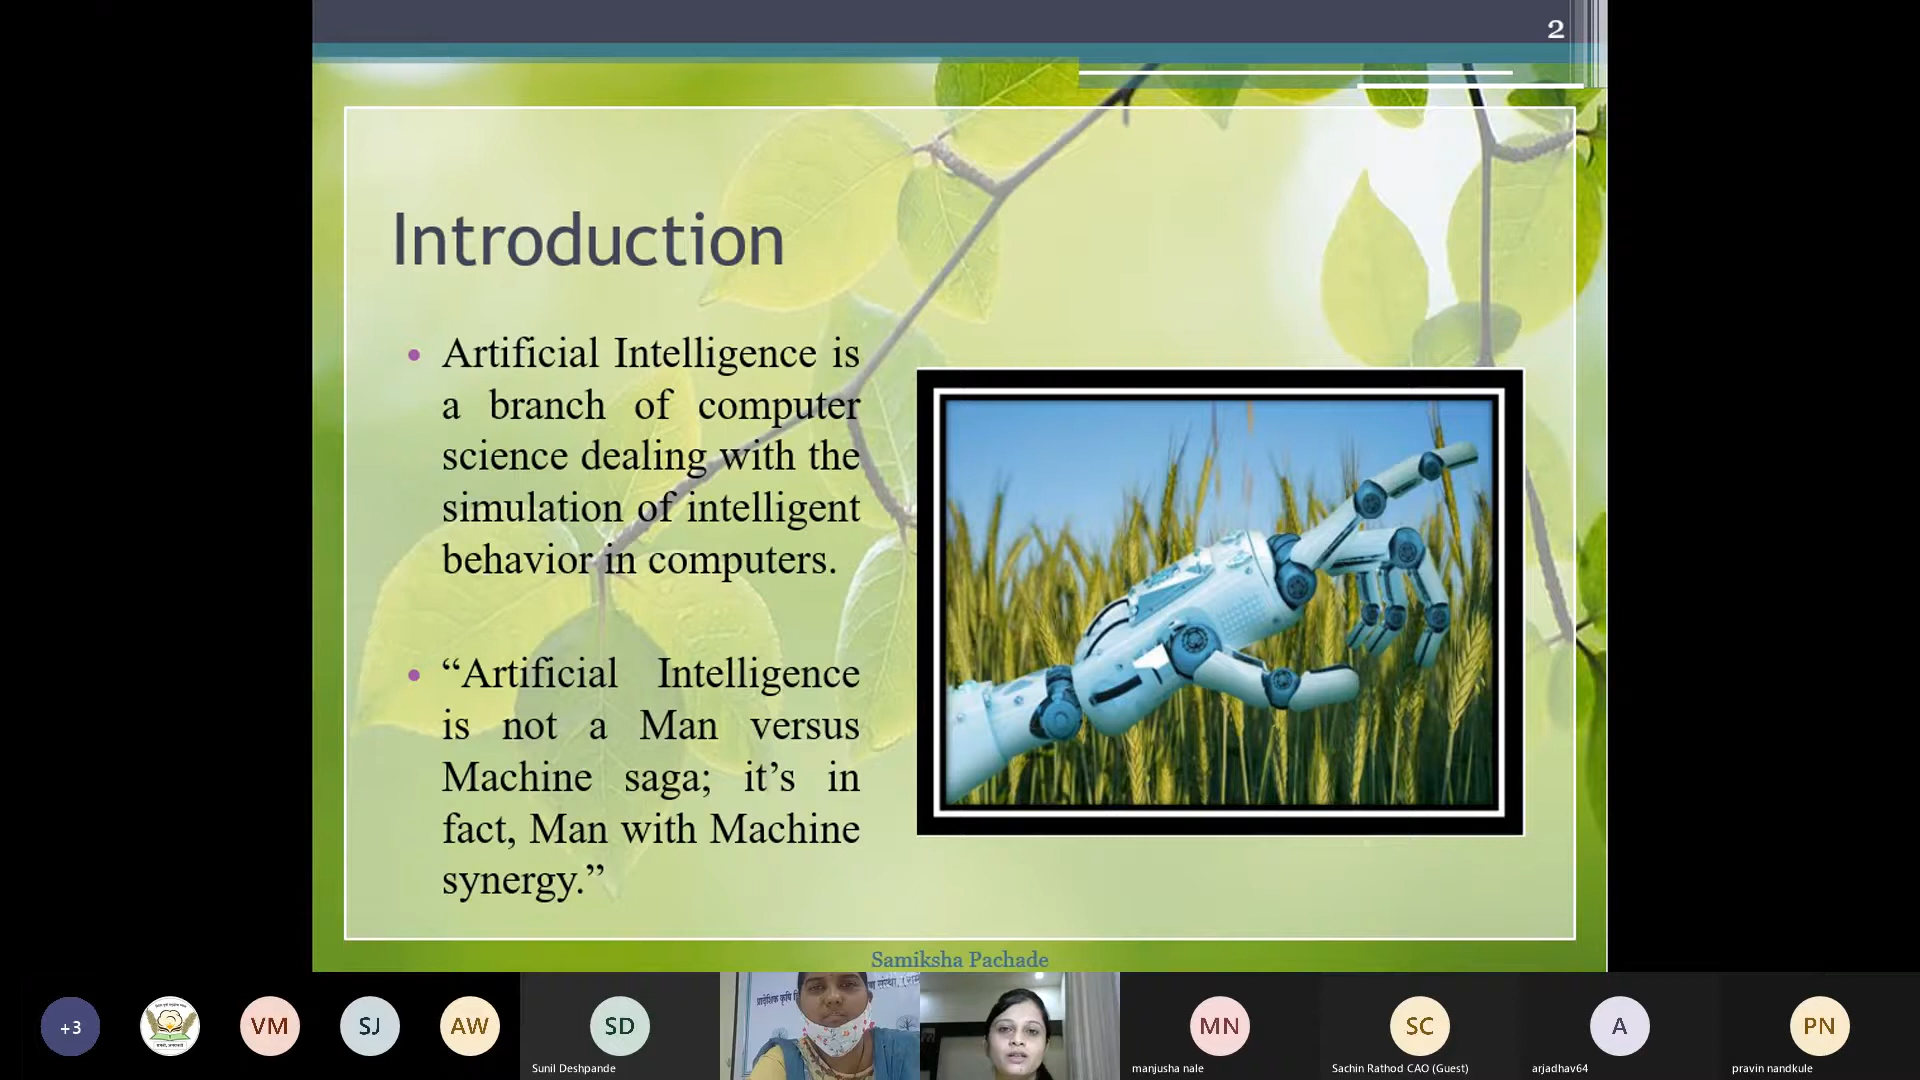 2
Introduction
• Artificial Intelligence is
a branch of computer
science dealing with the
simulation of intelligent
behavior in computers.
• “Artificial Intelligence
is not a Man versus
Machine saga; it’s in
fact, Man with Machine
synergy.”
Samiksha Pachade
+3
VM
SJ
AW
SD
Sunil Deshpande
प्रादेशिक कृषि
MN
manjusha nale
SC
Sachin Rathod CAO (Guest)
A
arjadhav64
PN
pravin nandkule